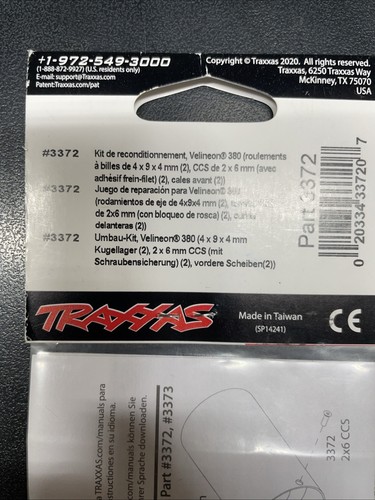 +1-972-549-3000
(1-888-872-9927) (U.S. residents only)
E-mail: support@Traxxas.com
Patent:Traxxas.com/pat
Copyright © Traxxas 2020. All rights reserved.
Traxxas, 6250 Traxxas Way
McKinney, TX 75070
USA
#3372 Kit de reconditionnement, Velineon® 380 (roulements
à billes de 4 x 9 x 4 mm (2), CCS de 2 x 6 mm (avec
adhésif frein-filet) (2), cales avant (2))
#3372 Juego de reparación para Velineon® 380
(rodamientos de eje de 4x9x4 mm (2),
de 2x6 mm (con bloqueo de rosca) (2),
delanteras (2))
#3372 Umbau-Kit, Velineon® 380 (4 x 9 x 4 mm
Kugellager (2), 2 x 6 mm CCS (mit
Schraubensicherung) (2), vordere Scheiben(2))
Part 3372
0 20334 33720 7
TRAXXAS
Made in Taiwan
(SP14241)
CE
TRAXXAS.com/manuals para
instrucciones en su idioma.
.com/manuals können Sie
Ihrer Sprache downloaden.
Part #3372, #3373
3372
2x6 CCS